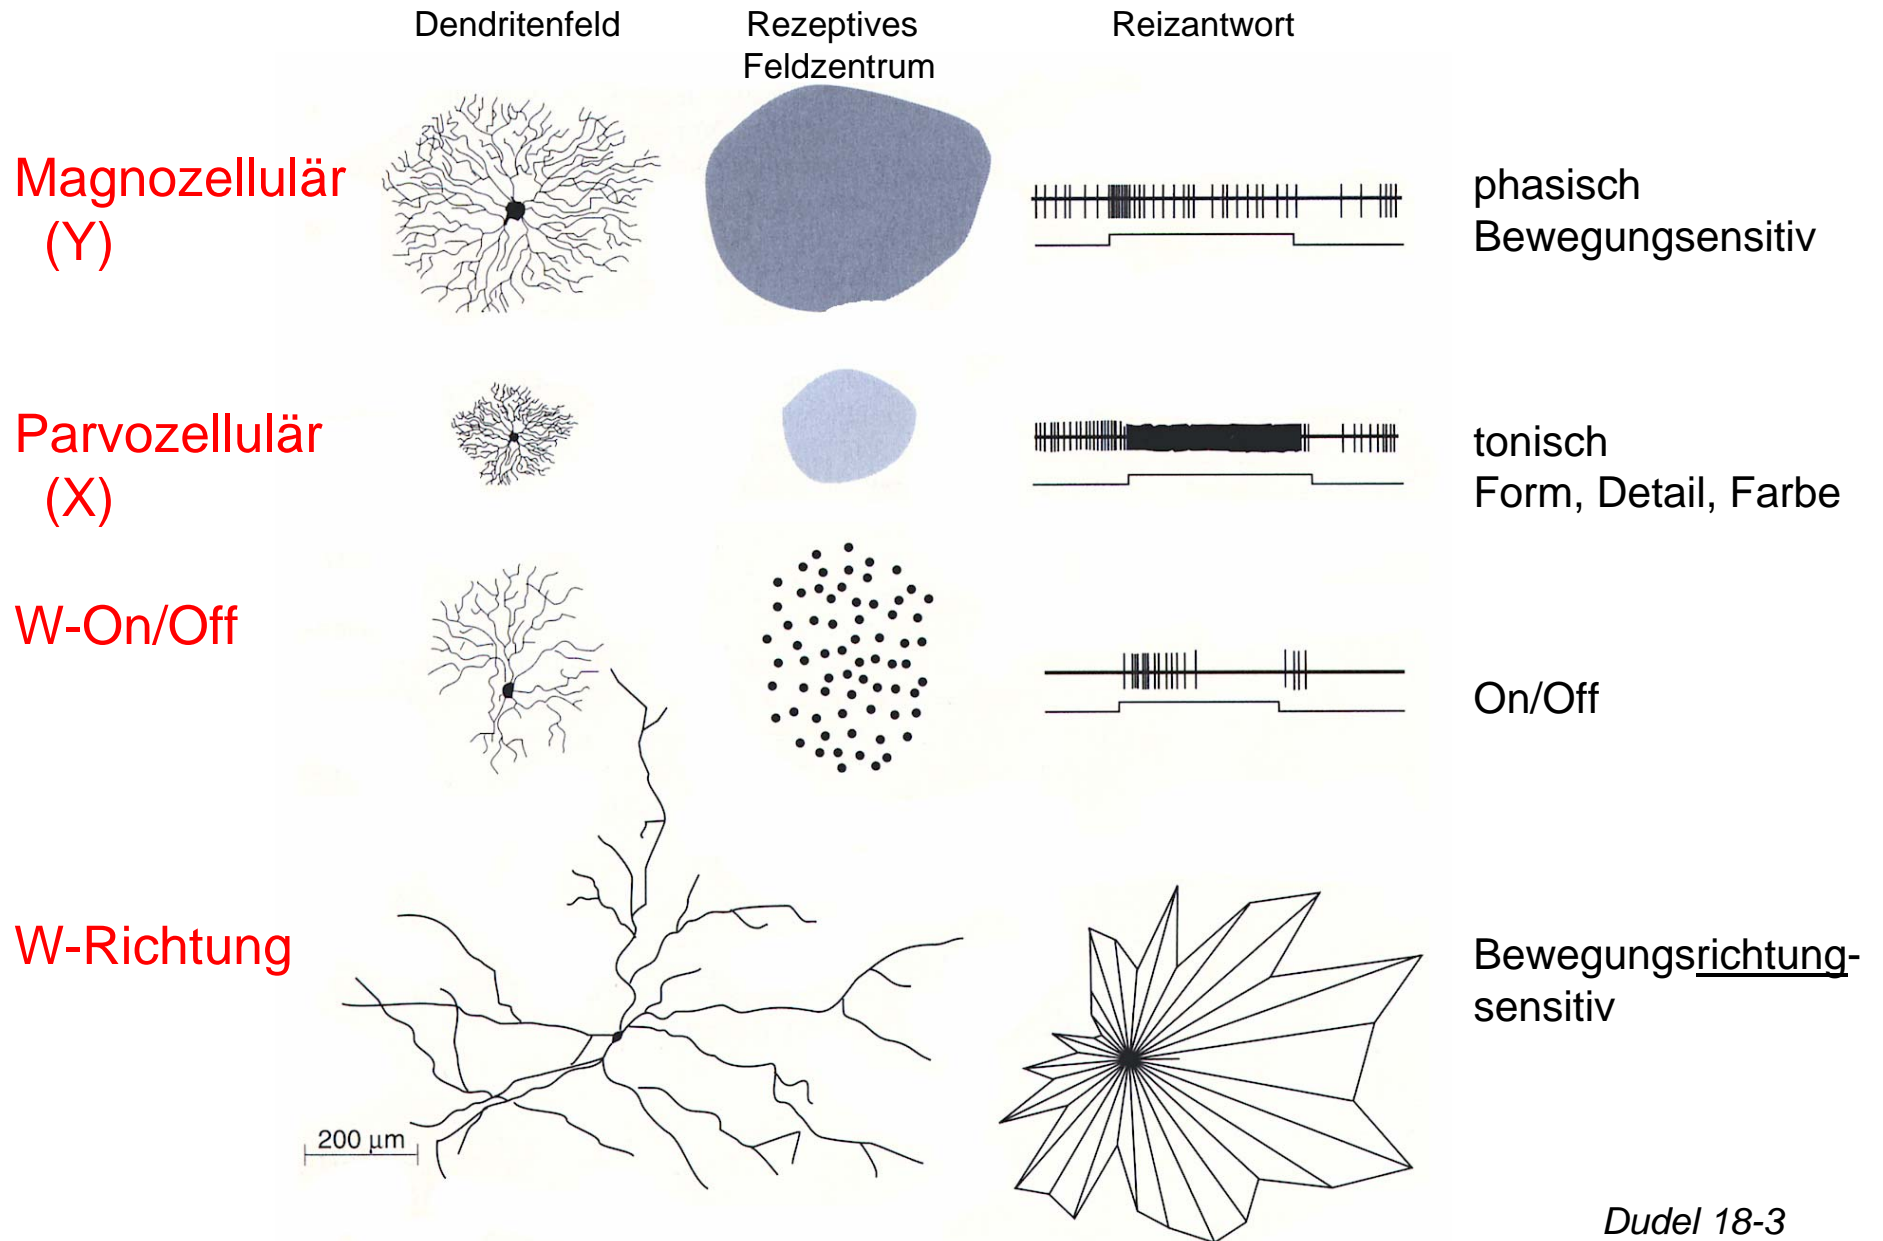 Dendritenfeld
Rezeptives
Feldzentrum
Reizantwort
Magnozellulär
(Y)
phasisch
Bewegungsensitiv
Parvozellulär
(X)
tonisch
Form, Detail, Farbe
W-On/Off
On/Off
W-Richtung
Bewegungsrichtung-
sensitiv
200 µm
Dudel 18-3